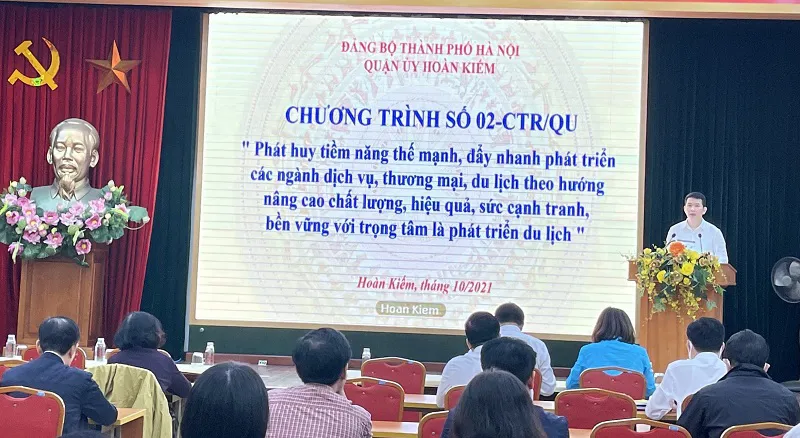 ĐẢNG BỘ THÀNH PHỐ HÀ NỘI
QUẬN ỦY HOÀN KIẾM
CHƯƠNG TRÌNH SỐ 02-CTR/QU
" Phát huy tiềm năng thế mạnh, đẩy nhanh phát triển
các ngành dịch vụ, thương mại, du lịch theo hướng
nâng cao chất lượng, hiệu quả, sức cạnh tranh,
bền vững với trọng tâm là phát triển du lịch "
Hoàn Kiếm, tháng 10/2021
Hoan Kiem